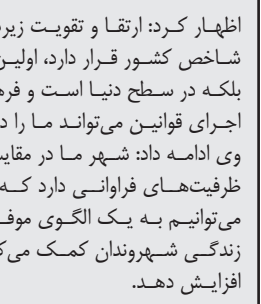 اظهار کرد: ارتقا و تقویت
شاخص کشور قرار دارد، اولین
بلکه در سطح دنیا است و
اجرای قوانین می‌تواند ما را
وی ادامه داد: شهر ما در
ظرفیت‌های فراوانی دارد که
می‌توانیم به یک الگوی
زندگی شهروندان کمک
افزایش دهد.